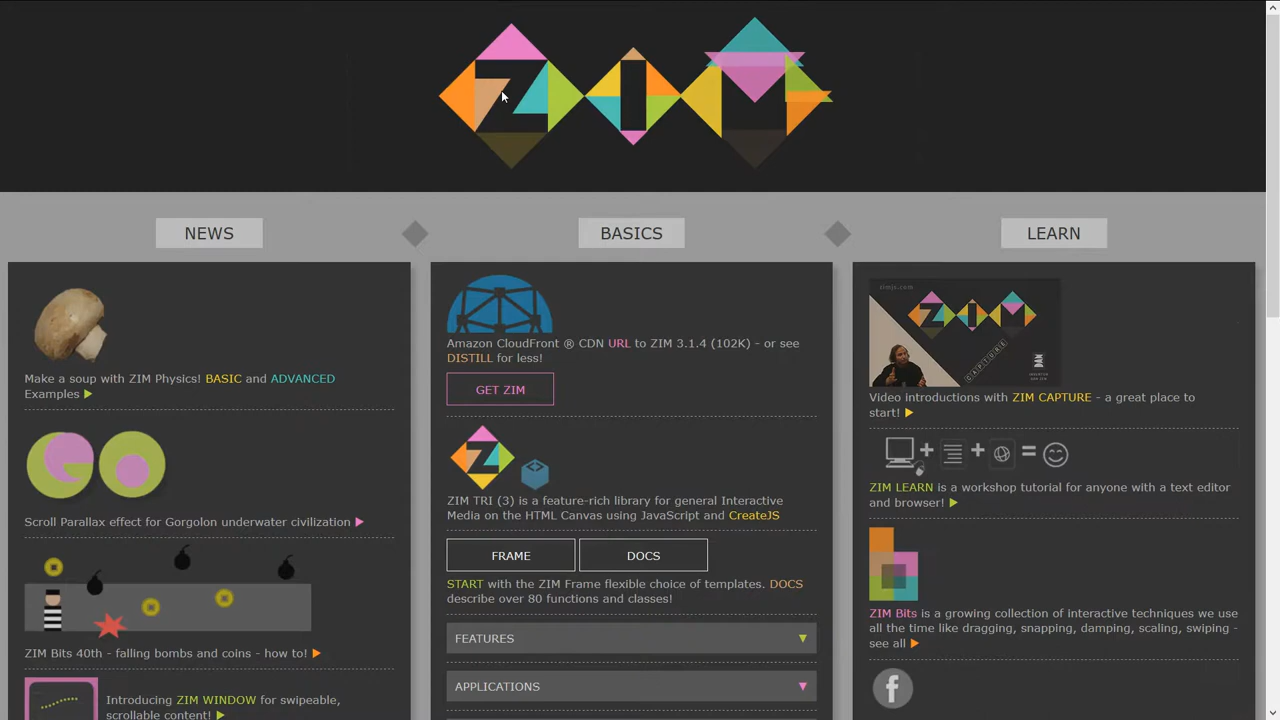 ZIM
NEWS
BASICS
LEARN
Make a soup with ZIM Physics! BASIC and ADVANCED
Examples
Scroll Parallax effect for Gorgolon underwater civilization
ZIM Bits 40th - falling bombs and coins - how to!
Introducing ZIM WINDOW for swipeable,
scrollable content!
Amazon CloudFront ® CDN URL to ZIM 3.1.4 (102K) - or see
DISTILL for less!
GET ZIM
Z
ZIM TRI (3) is a feature-rich library for general Interactive
Media on the HTML Canvas using JavaScript and CreateJS
FRAME
DOCS
START with the ZIM Frame flexible choice of templates. DOCS
describe over 80 functions and classes!
FEATURES
APPLICATIONS
zimjs.com
ZIM
CAPTURE
Video introductions with ZIM CAPTURE - a great place to
start!
ZIM LEARN is a workshop tutorial for anyone with a text editor
and browser!
ZIM Bits is a growing collection of interactive techniques we use
all the time like dragging, snapping, damping, scaling, swiping -
see all
f